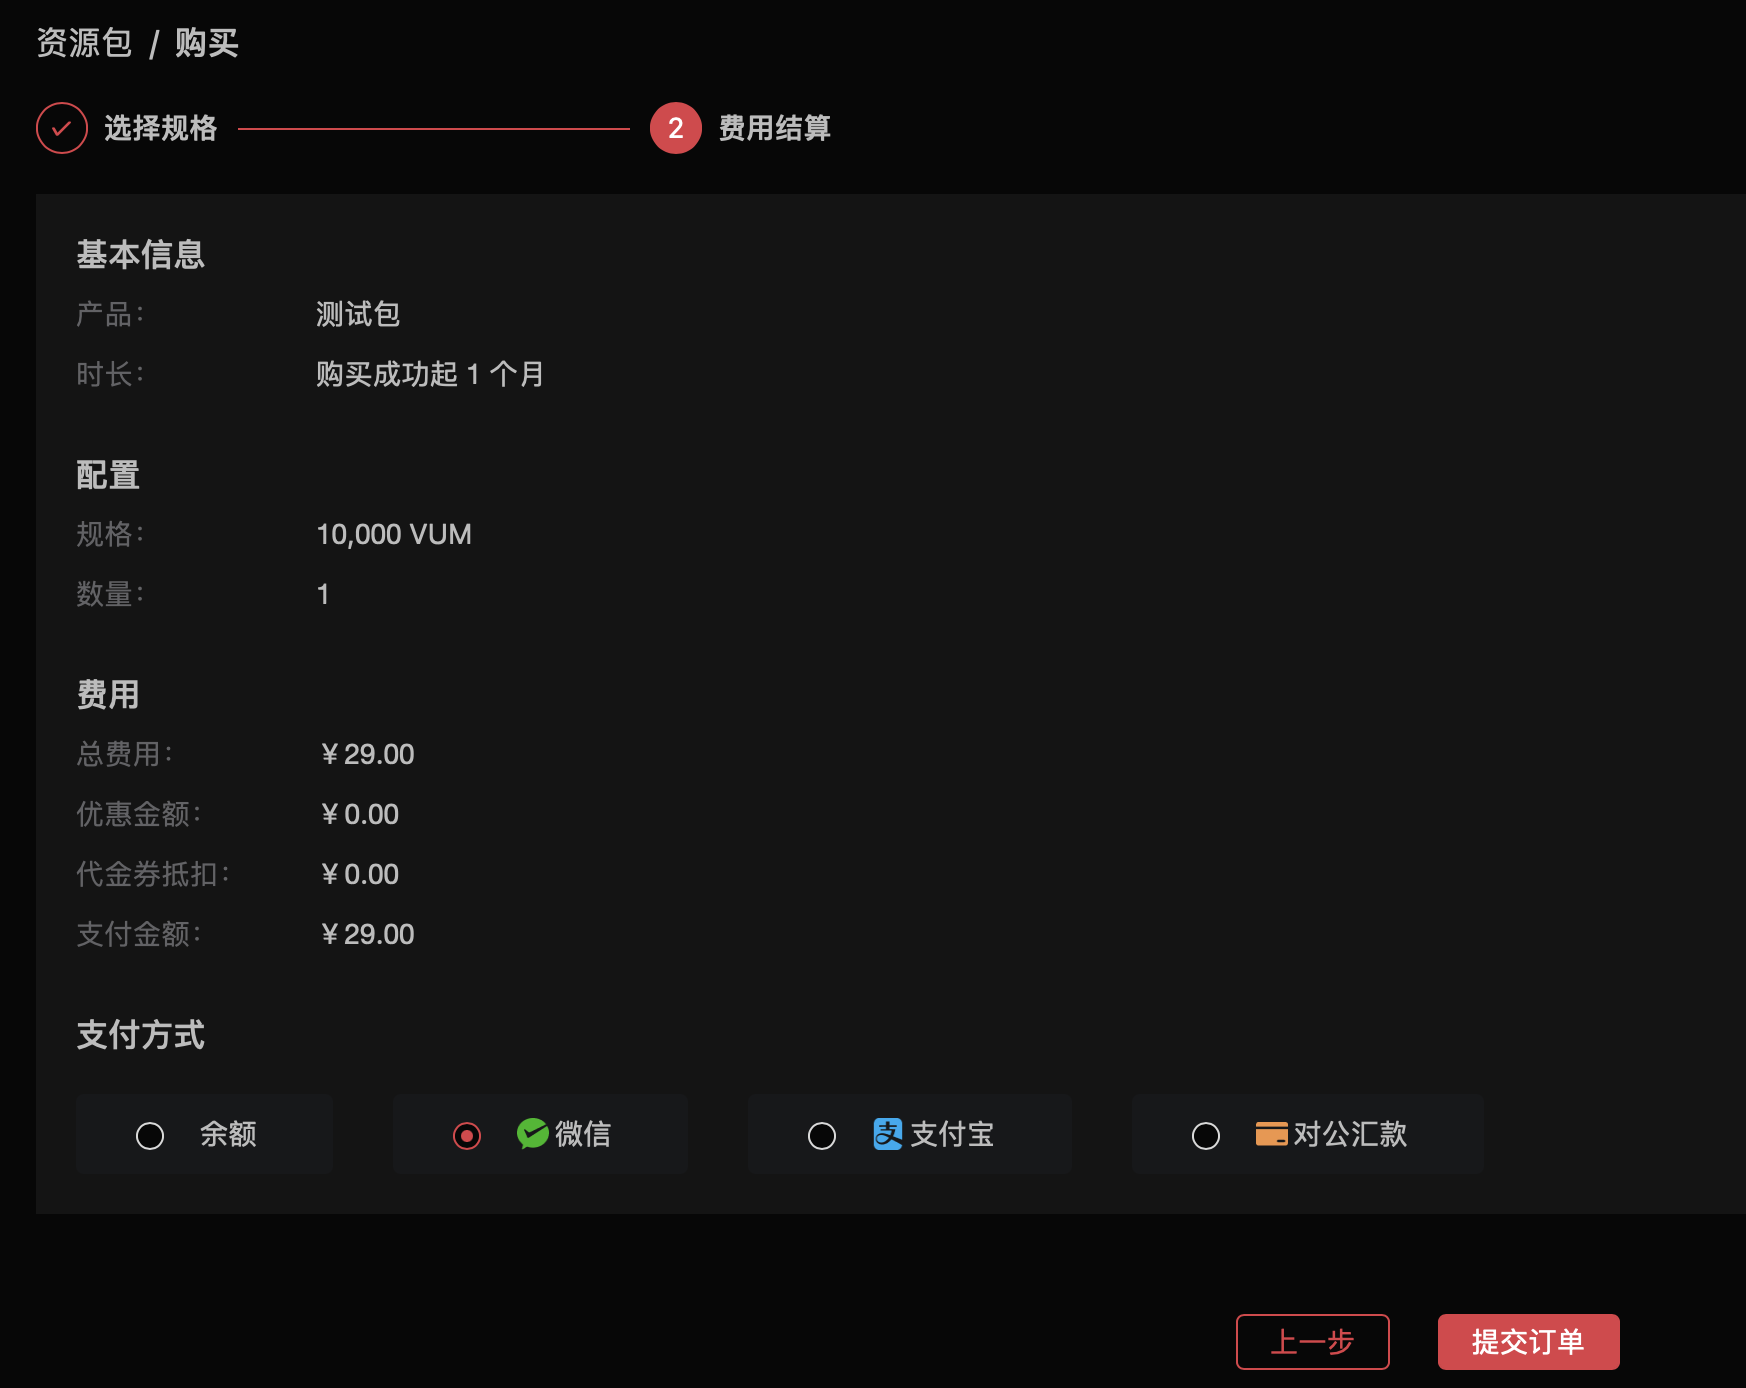 资源包 / 购买
选择规格
2 费用结算
基本信息
产品： 测试包
时长： 购买成功起 1 个月
配置
规格： 10,000 VUM
数量： 1
费用
总费用： ¥ 29.00
优惠金额： ¥ 0.00
代金券抵扣： ¥ 0.00
支付金额： ¥ 29.00
支付方式
余额 微信 支付宝 对公汇款
上一步 提交订单